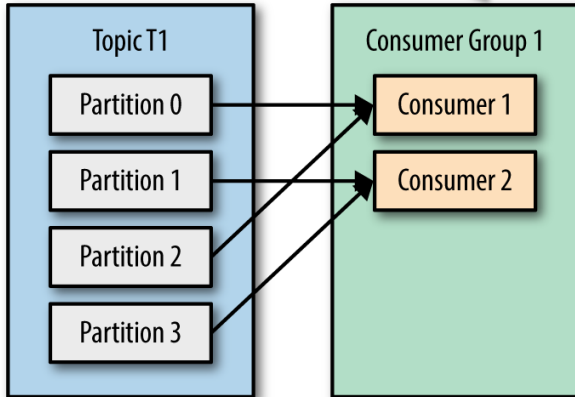 Topic T1
Partition 0
Partition 1
Partition 2
Partition 3
Consumer Group 1
Consumer 1
Consumer 2